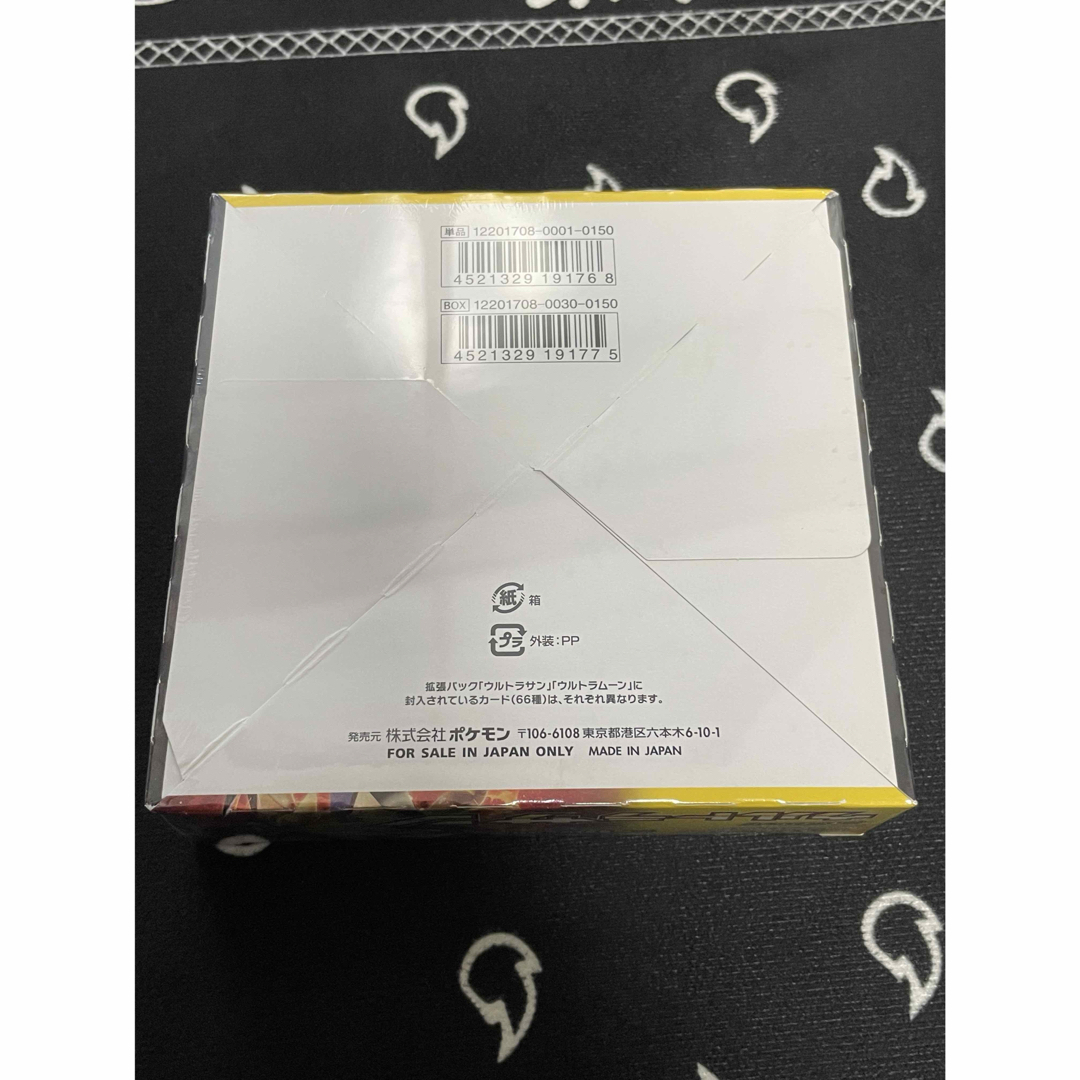 単品 12201708-0001-0150
4521329 191768
BOX 12201708-0030-0150
4521329 191775
紙 箱
プラ 外装:PP
拡張パック「ウルトラサン」「ウルトラムーン」に
封入されているカード(66種)は、それぞれ異なります。
発売元 株式会社 ポケモン 〒106-6108 東京都港区六本木6-10-1
FOR SALE IN JAPAN ONLY MADE IN JAPAN